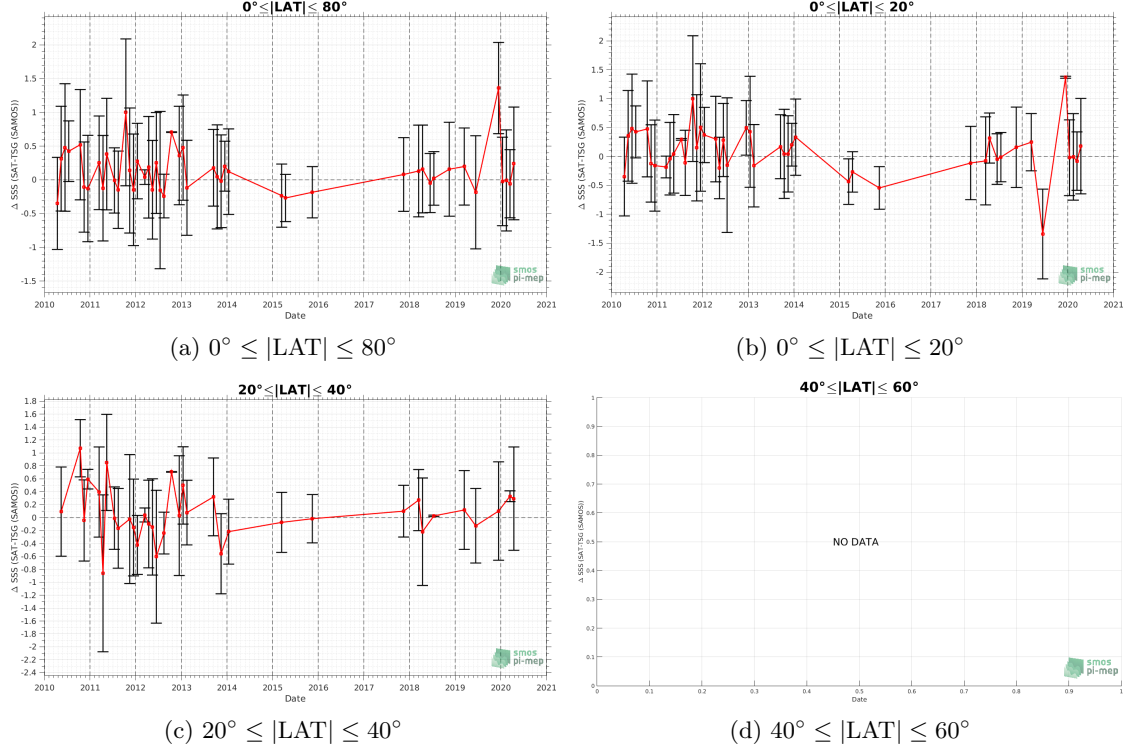 0°≤|LAT|≤ 80°
Δ SSS (SAT-TSG (SAMOS))
2
1.5
1
0.5
0
-0.5
-1
-1.5
2010 2011 2012 2013 2014 2015 2016 2017 2018 2019 2020 2021
Date
smos
pi-mep
(a) 0° ≤ |LAT| ≤ 80°
0°≤|LAT|≤ 20°
Δ SSS (SAT-TSG (SAMOS))
2
1.5
1
0.5
0
-0.5
-1
-1.5
-2
2010 2011 2012 2013 2014 2015 2016 2017 2018 2019 2020 2021
Date
smos
pi-mep
(b) 0° ≤ |LAT| ≤ 20°
20°≤|LAT|≤ 40°
Δ SSS (SAT-TSG (SAMOS))
1.8
1.6
1.4
1.2
1
0.8
0.6
0.4
0.2
0
-0.2
-0.4
-0.6
-0.8
-1
-1.2
-1.4
-1.6
-1.8
-2
-2.2
-2.4
2010 2011 2012 2013 2014 2015 2016 2017 2018 2019 2020 2021
Date
smos
pi-mep
(c) 20° ≤ |LAT| ≤ 40°
40°≤|LAT|≤ 60°
Δ SSS (SAT-TSG (SAMOS))
1
0.9
0.8
0.7
0.6
0.5
0.4
0.3
0.2
0.1
0
NO DATA
0 0.1 0.2 0.3 0.4 0.5 0.6 0.7 0.8 0.9 1
Date
smos
pi-mep
(d) 40° ≤ |LAT| ≤ 60°